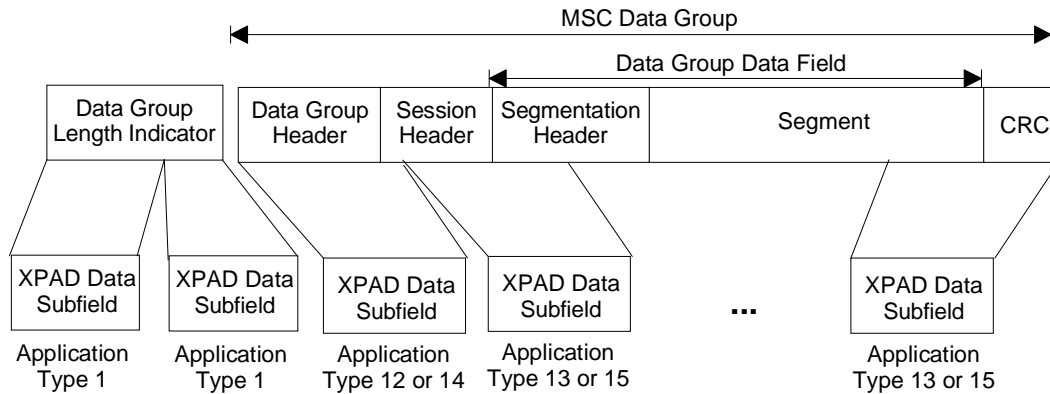 MSC Data Group
Data Group Data Field
Data Group
Length Indicator
Data Group
Header
Session
Header
Segmentation
Header
Segment
CRC
XPAD Data
Subfield
XPAD Data
Subfield
XPAD Data
Subfield
XPAD Data
Subfield
...
XPAD Data
Subfield
Application
Type 1
Application
Type 1
Application
Type 12 or 14
Application
Type 13 or 15
Application
Type 13 or 15